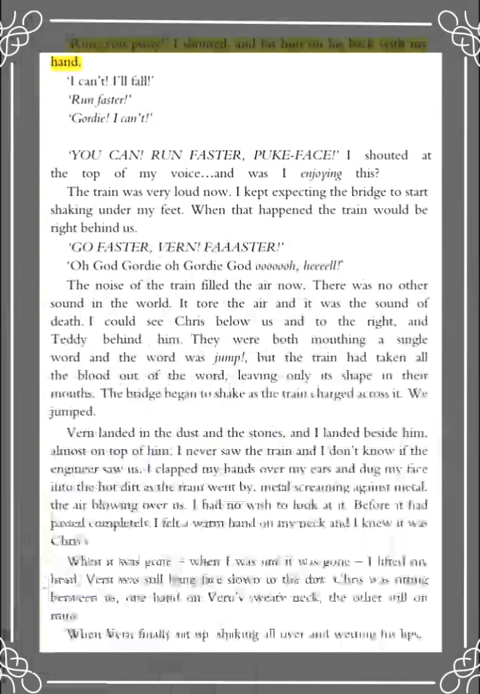 I shouted, and hit him on his back with my
hand.
'I can't! I'll fall!'
'Run faster!'
'Gordie! I can't!'
'YOU CAN! RUN FASTER, PUKE-FACE!' I shouted at
the top of my voice...and was I enjoying this?
The train was very loud now. I kept expecting the bridge to start
shaking under my feet. When that happened the train would be
right behind us.
'GO FASTER, VERN! FAAASTER!'
'Oh God Gordie oh Gordie God ooooooh, heeeell!'
The noise of the train filled the air now. There was no other
sound in the world. It tore the air and it was the sound of
death. I could see Chris below us and to the right, and
Teddy behind him. They were both mouthing a single
word and the word was jump!, but the train had taken all
the blood out of the word, leaving only its shape in their
mouths. The bridge began to shake as the train charged across it. We
jumped.
Vern landed in the dust and the stones, and I landed beside him,
almost on top of him. I never saw the train and I don't know if the
engineer saw us. I clapped my hands over my ears and dug my face
into the hot dirt as the train went by, metal screaming against metal,
the air blowing over us. I had no wish to look at it. Before it had
passed completely, I felt a warm hand on my neck and I knew it was
Chris's
When it was gone – when I was sure it was gone – I lifted my
head. Vern was still lying face down in the dirt. Chris was sitting
between us, one hand on Vern's sweaty neck, the other still on
mine
When Vern finally sat up, shaking all over and wetting his lips,